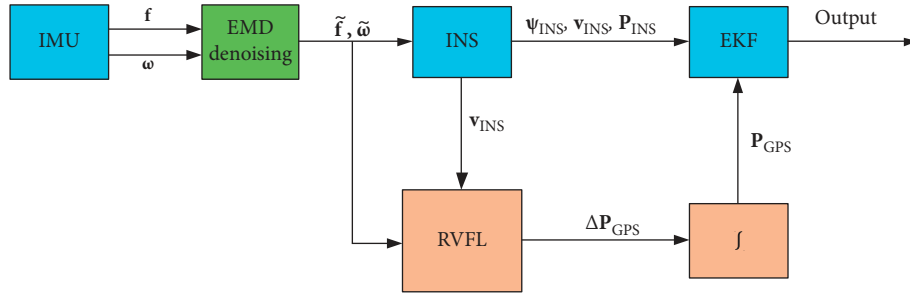 IMU
f
ω
EMD
denoising
f̃, ω̃
INS
ψINS, vINS, PINS
EKF
Output
vINS
PGPS
RVFL
ΔPGPS
∫